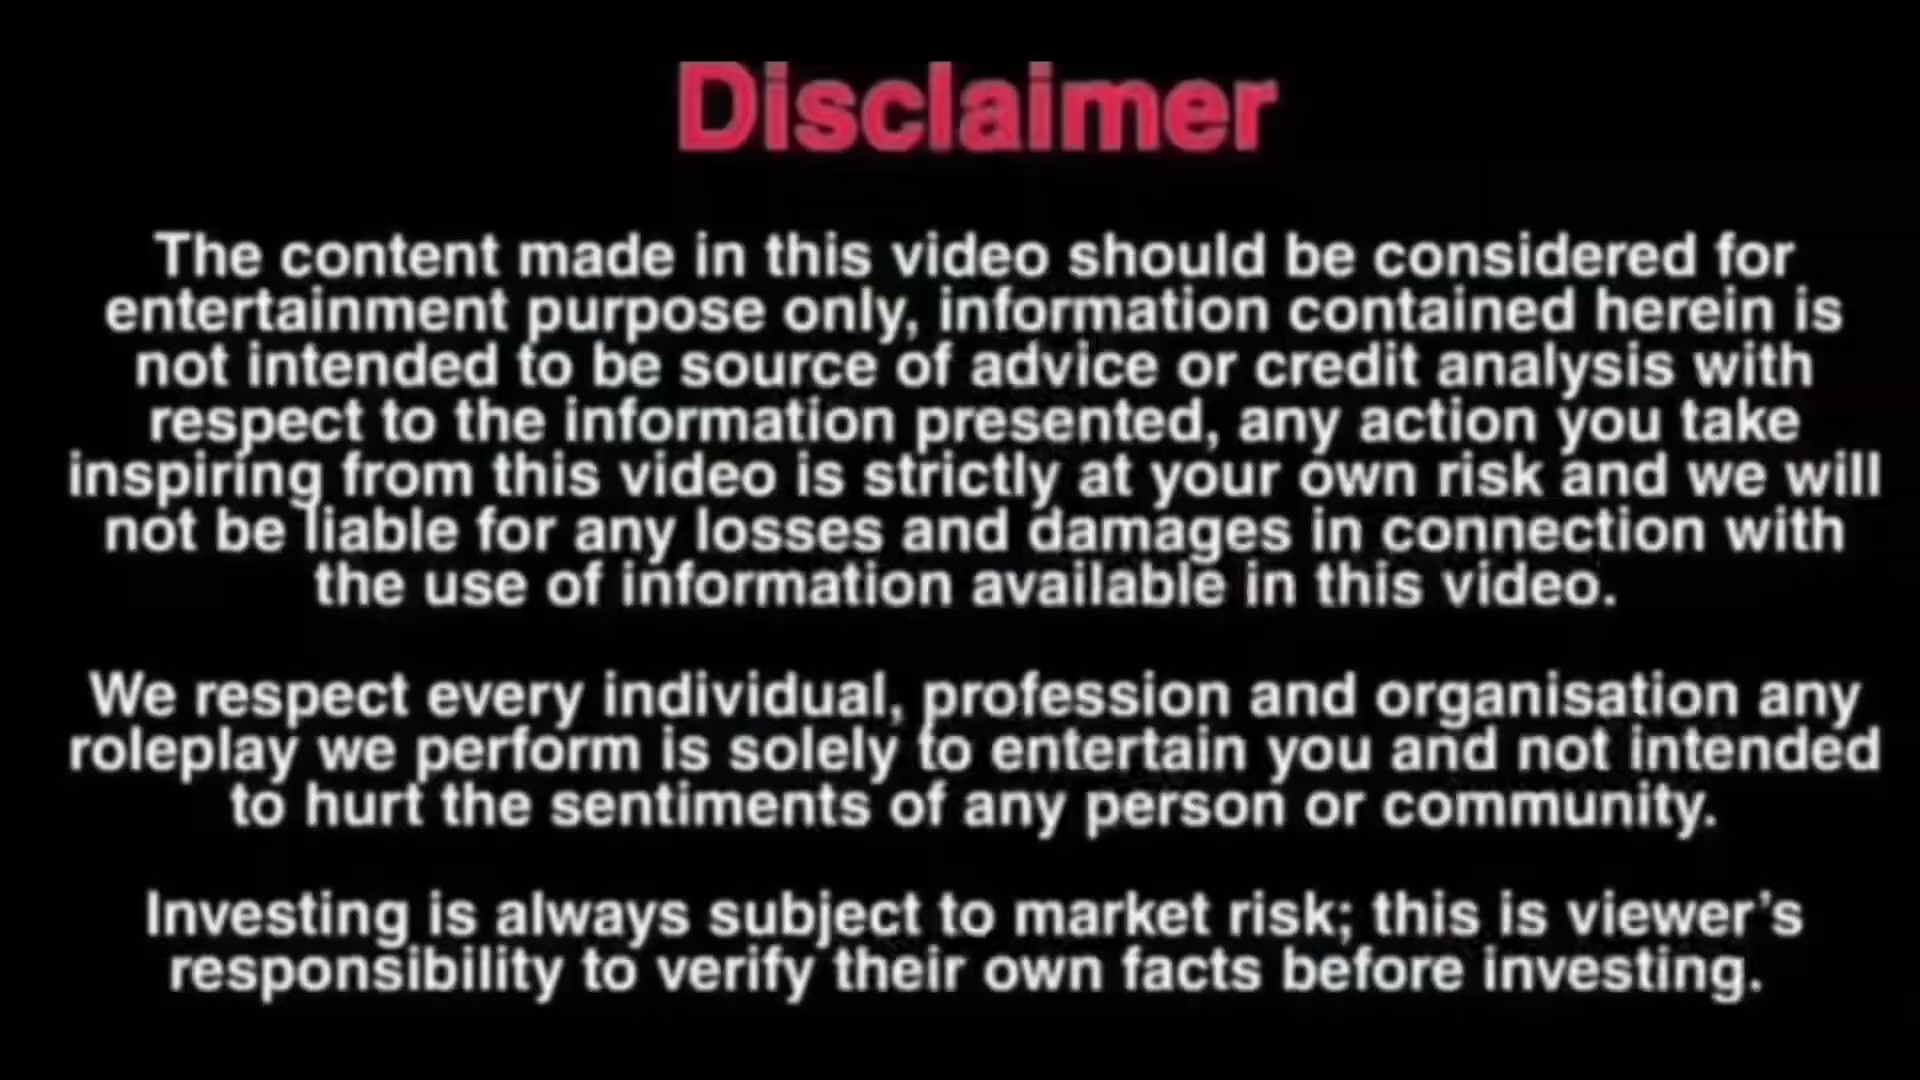 Disclaimer
The content made in this video should be considered for
entertainment purpose only, information contained herein is
not intended to be source of advice or credit analysis with
respect to the information presented, any action you take
inspiring from this video is strictly at your own risk and we will
not be liable for any losses and damages in connection with
the use of information available in this video.
We respect every individual, profession and organisation any
roleplay we perform is solely to entertain you and not intended
to hurt the sentiments of any person or community.
Investing is always subject to market risk; this is viewer’s
responsibility to verify their own facts before investing.